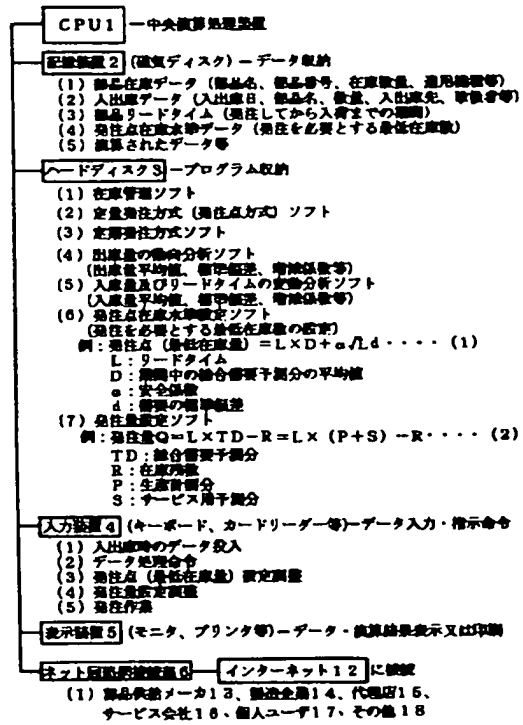 CPU1 ー中央演算処理装置
記憶装置2 (磁気ディスク) ーデータ収納
(1) 部品在庫データ (部品名、部品番号、在庫数量、適用機種等)
(2) 入出庫データ (入出庫日、部品名、数量、入出庫先、取扱者等)
(3) 部品リードタイム (発注してから入荷までの期間)
(4) 発注点在庫水準データ (発注を必要とする最低在庫数)
(5) 演算されたデータ等
ハードディスク3 ープログラム収納
(1) 在庫管理ソフト
(2) 定量発注方式 (発注点方式) ソフト
(3) 定期発注方式ソフト
(4) 出庫量の動向分析ソフト
(出庫量平均値、標準偏差、増減係数等)
(5) 入庫量及びリードタイムの変動分析ソフト
(入庫量平均値、標準偏差、増減係数等)
(6) 発注点在庫水準設定ソフト
(発注を必要とする最低在庫数の設定)
例:発注点 (最低在庫量) =L×D+α√Ld・・・・ (1)
L:リードタイム
D:期間中の総合需要予測分の平均値
α:安全係数
d:需要の標準偏差
(7) 発注量設定ソフト
例:発注量Q=L×TD-R=L× (P+S) -R・・・・ (2)
TD:総合需要予測分
R:在庫残数
P:生産計画分
S:サービス用予測分
入力装置4 (キーボード、カードリーダー等)ーデータ入力・指示命令
(1) 入出庫時のデータ投入
(2) データ処理命令
(3) 発注点 (最低在庫量) 設定調整
(4) 発注量設定調整
(5) 発注作業
表示装置5 (モニタ、プリンタ等)ーデータ・演算結果表示又は印刷
ネット回路接続器6 インターネット12 に接続
(1) 部品供給メーカ13、製造企業14、代理店15、
サービス会社16、個人ユーザ17、その他18